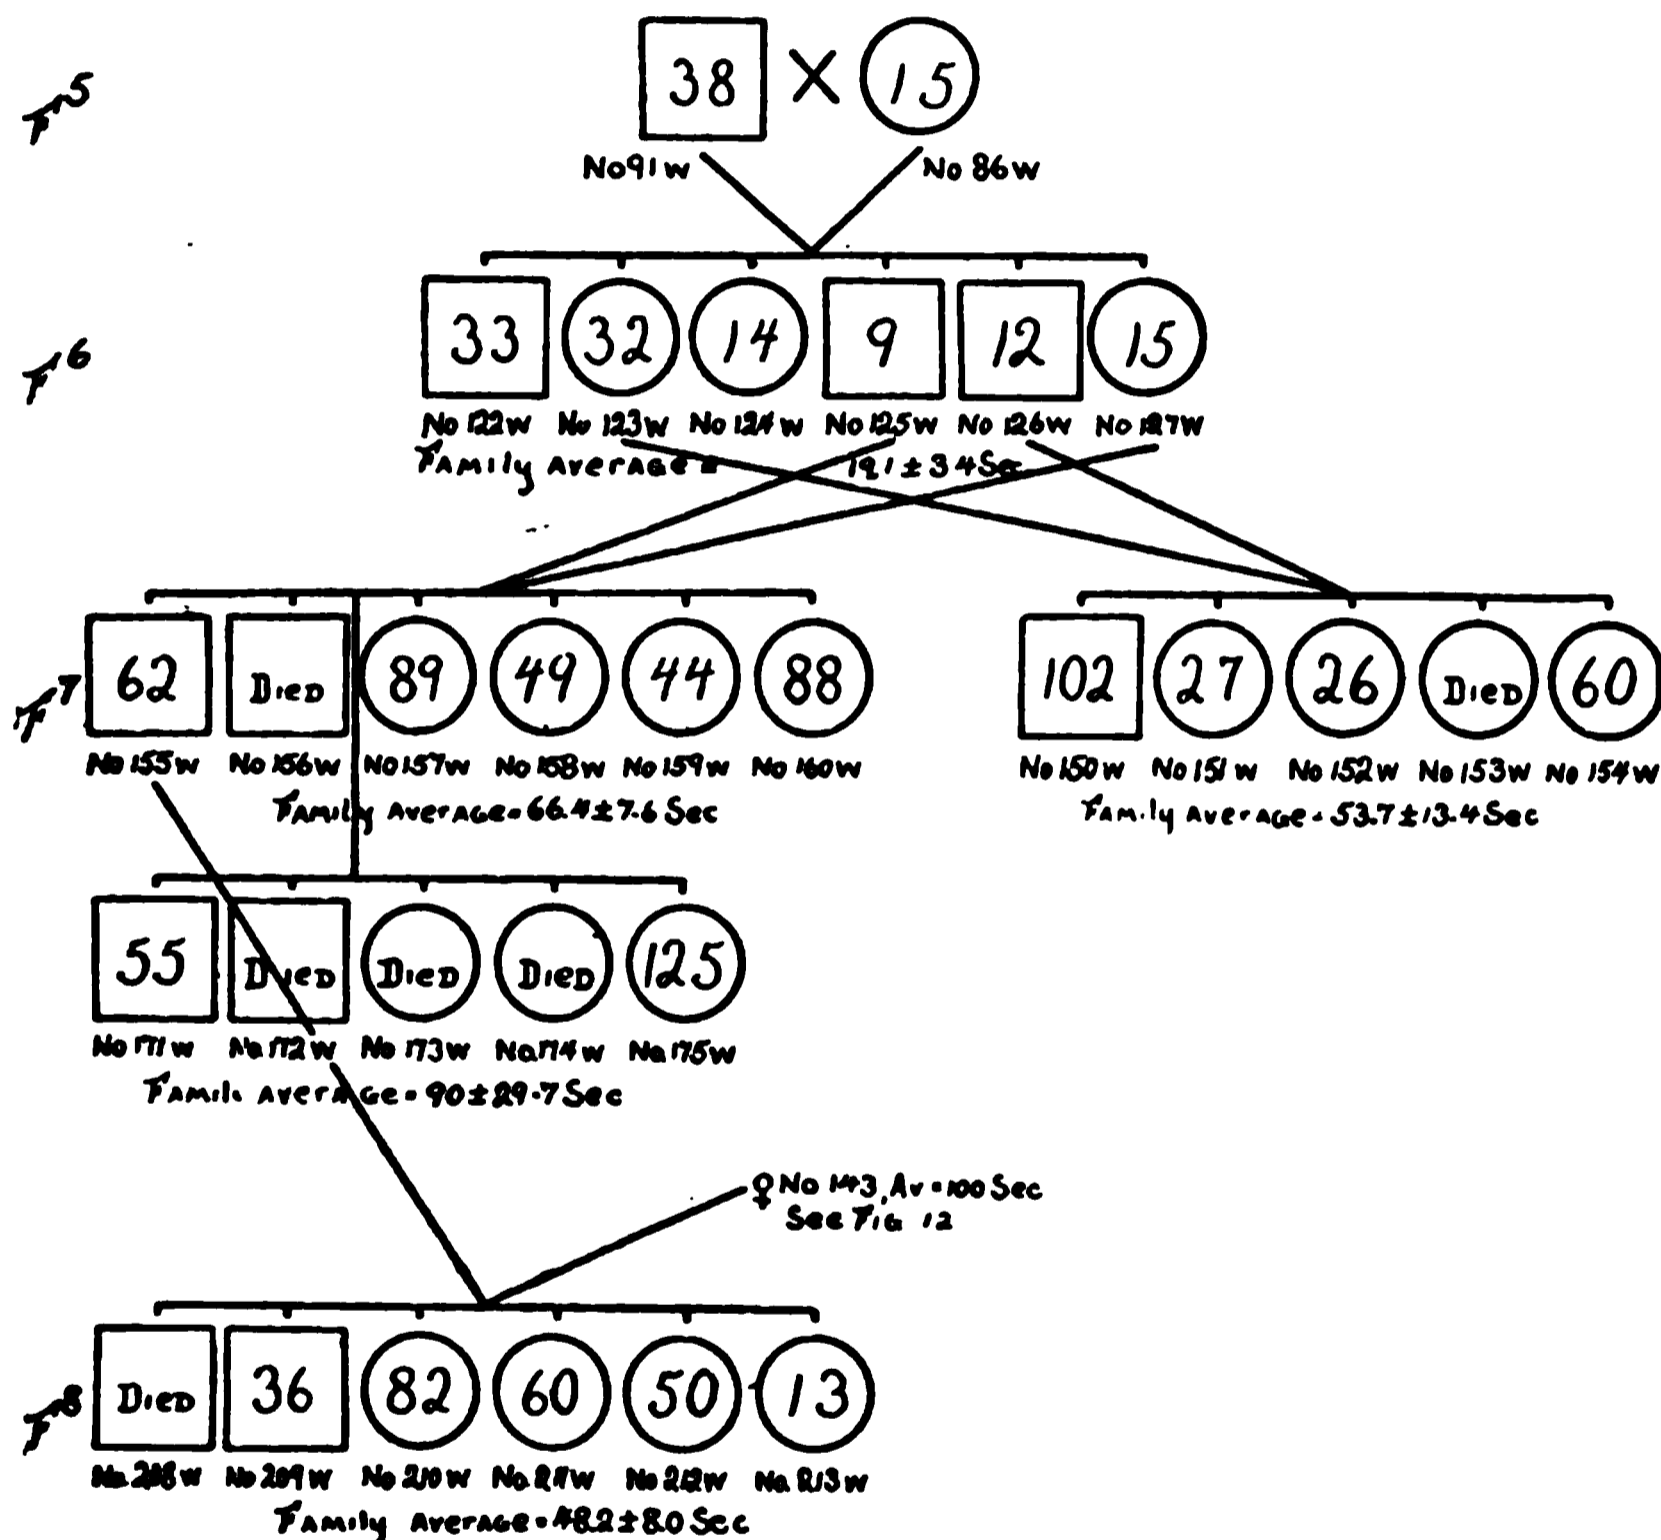 F5
38 X 15
No 91 w No 86 w
F6
33 32 14 9 12 15
No 122 w No 123 w No 124 w No 125 w No 126 w No 127 w
Family Average = 19.1 ± 3.4 Sec
F7
62 Died 89 49 44 88 102 27 26 Died 60
No 155 w No 156 w No 157 w No 158 w No 159 w No 160 w No 150 w No 151 w No 152 w No 153 w No 154 w
Family Average = 66.4 ± 7.6 Sec Family Average = 53.7 ± 13.4 Sec
55 Died Died Died 125
No 171 w No 172 w No 173 w No 174 w No 175 w
Family Average = 90 ± 29.7 Sec
♀ No 143, Av = 100 Sec
See Fig 12
F8
Died 36 82 60 50 13
No 208 w No 209 w No 210 w No 211 w No 212 w No 213 w
Family Average = 48.2 ± 8.0 Sec